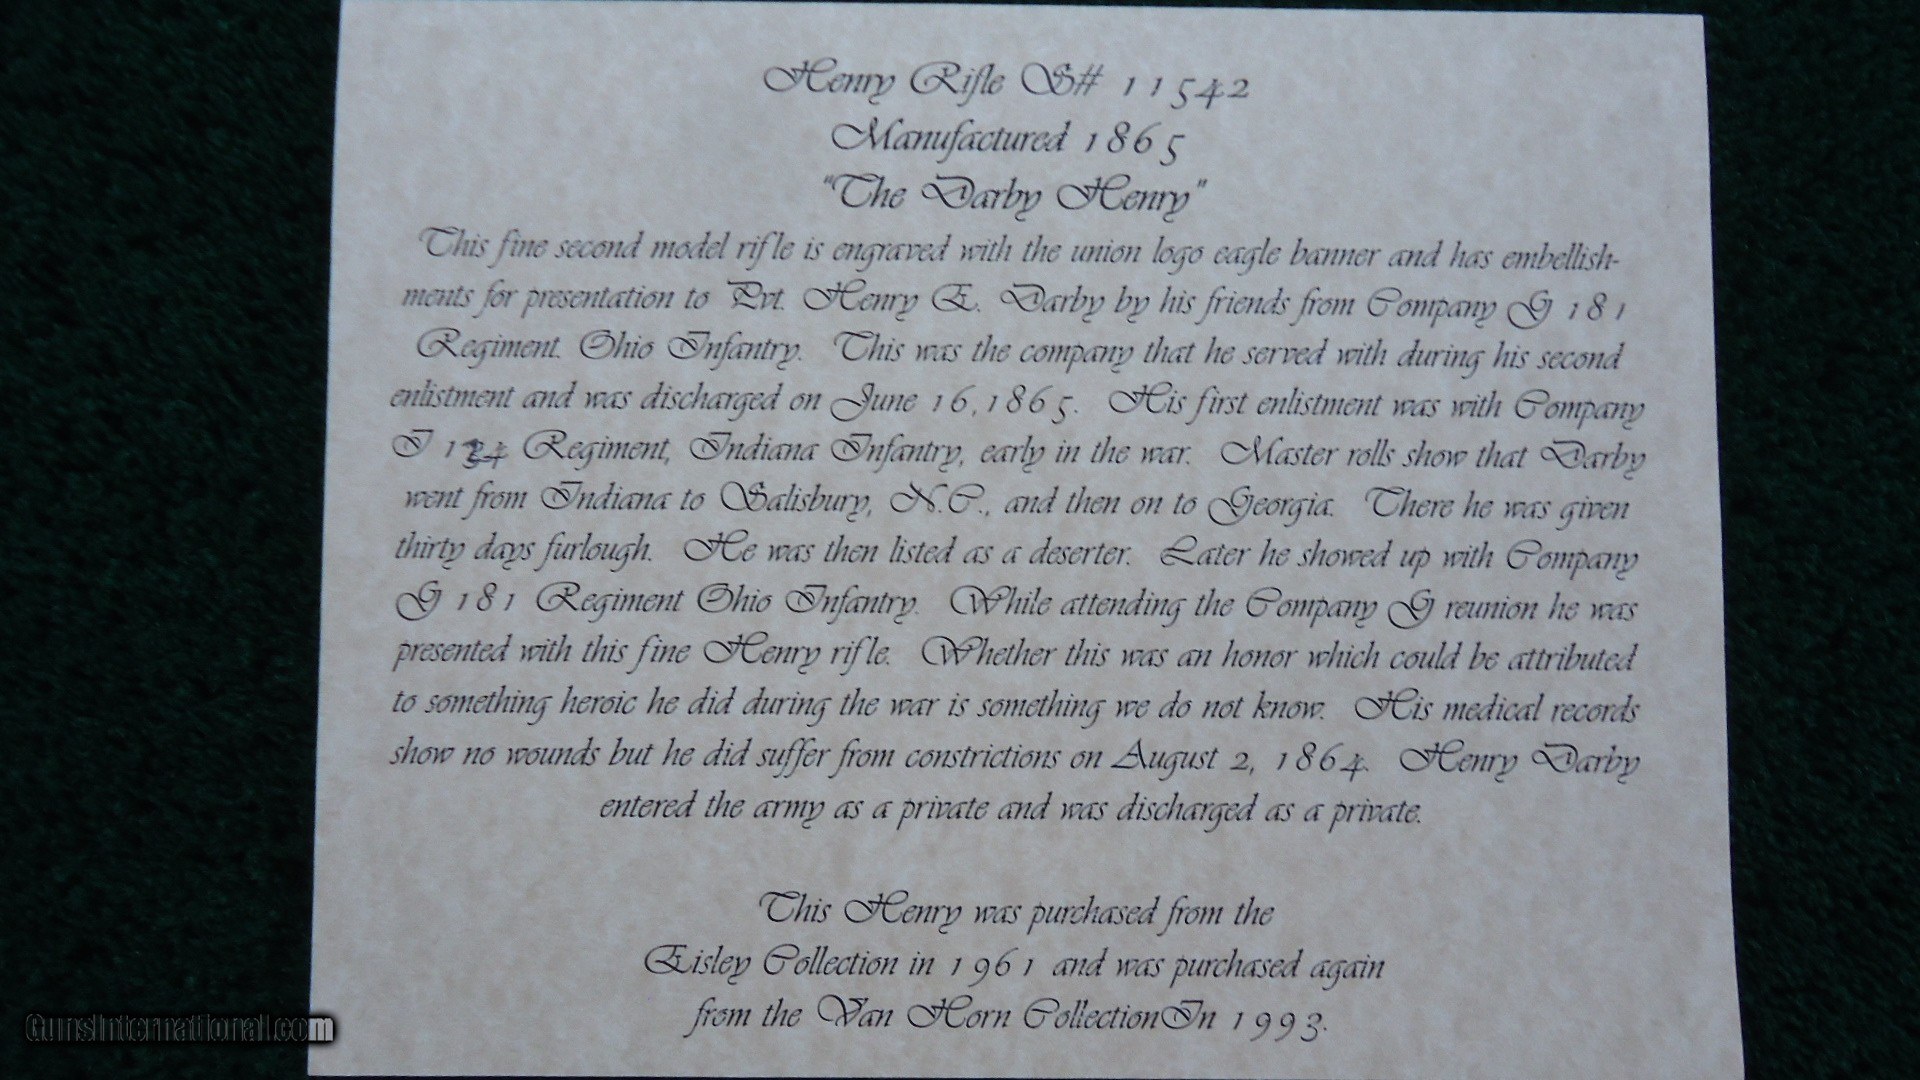 Henry Rifle S# 11542
Manufactured 1865
"The Darby Henry"
This fine second model rifle is engraved with the union logo eagle banner and has embellish-
ments for presentation to Pvt. Henry E. Darby by his friends from Company G 181
Regiment. Ohio Infantry. This was the company that he served with during his second
enlistment and was discharged on June 16, 1865. His first enlistment was with Company
I Regiment, Indiana Infantry, early in the war. Master rolls show that Darby
went from Indiana to Salisbury, N.C., and then on to Georgia. There he was given
thirty days furlough. He was then listed as a deserter. Later he showed up with Company
G 181 Regiment Ohio Infantry. While attending the Company G reunion he was
presented with this fine Henry rifle. Whether this was an honor which could be attributed
to something heroic he did during the war is something we do not know. His medical records
show no wounds but he did suffer from constrictions on August 2, 1864. Henry Darby
entered the army as a private and was discharged as a private.
This Henry was purchased from the
Eisley Collection in 1961 and was purchased again
from the Van Horn CollectionIn 1993.
GunsInternational.com